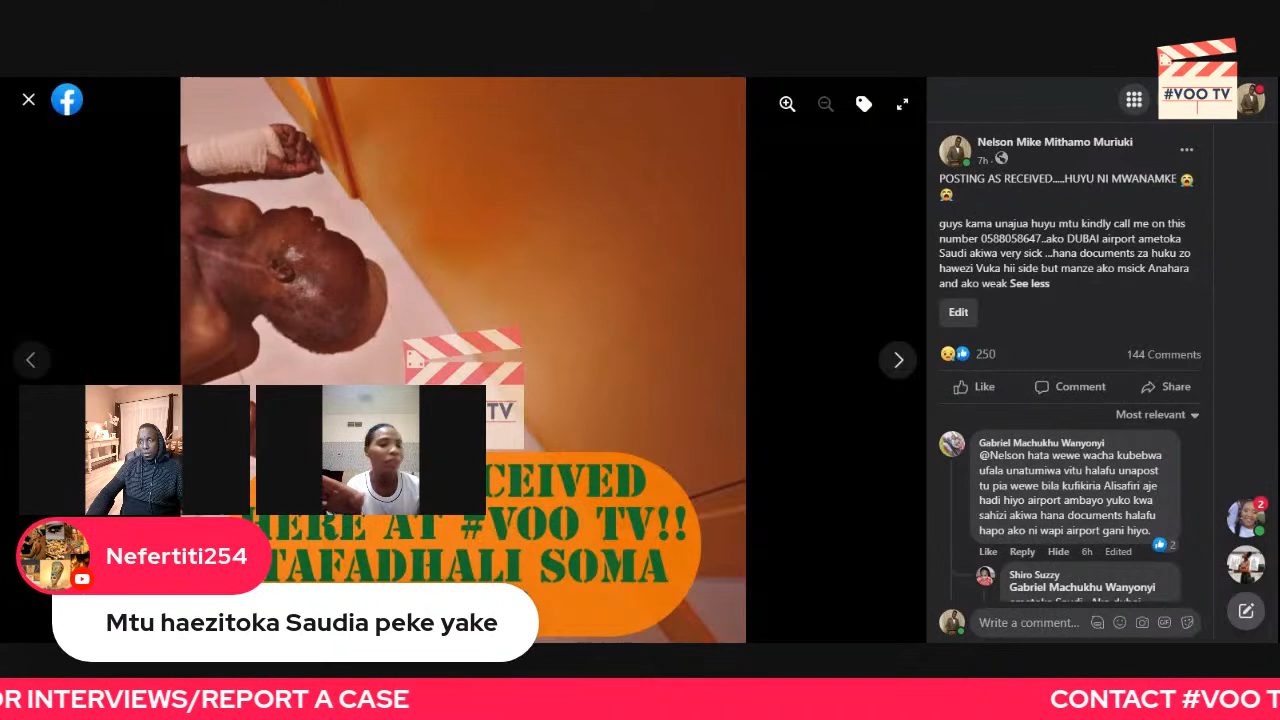 #VOO TV
Nelson Mike Mithamo Muriuki
7h
POSTING AS RECEIVED.....HUYU NI MWANAMKE
guys kama unajua huyu mtu kindly call me on this
number 0588058647..ako DUBAI airport ametoka
Saudi akiwa very sick ...hana documents za huku zo
hawezi Vuka hii side but manze ako msick Anahara
and ako weak See less
Edit
250
144 Comments
Like
Comment
Share
Most relevant
Gabriel Machukhu Wanyonyi
@Nelson hata wewe wacha kubebwa
ufala unatumiwa vitu halafu unapost
tu pia wewe bila kufikiria Alisafiri aje
hadi hiyo airport ambayo yuko kwa
sahizi akiwa hana documents halafu
hapo ako ni wapi airport gani hiyo.
2
Like Reply Hide 6h Edited
Shiro Suzzy
Gabriel Machukhu Wanyonyi
Write a comment...
2
TV
CEIVED
HERE AT #VOO TV!!
TAFADHALI SOMA
Nefertiti254
Mtu haezitoka Saudia peke yake
OR INTERVIEWS/REPORT A CASE
CONTACT #VOO T